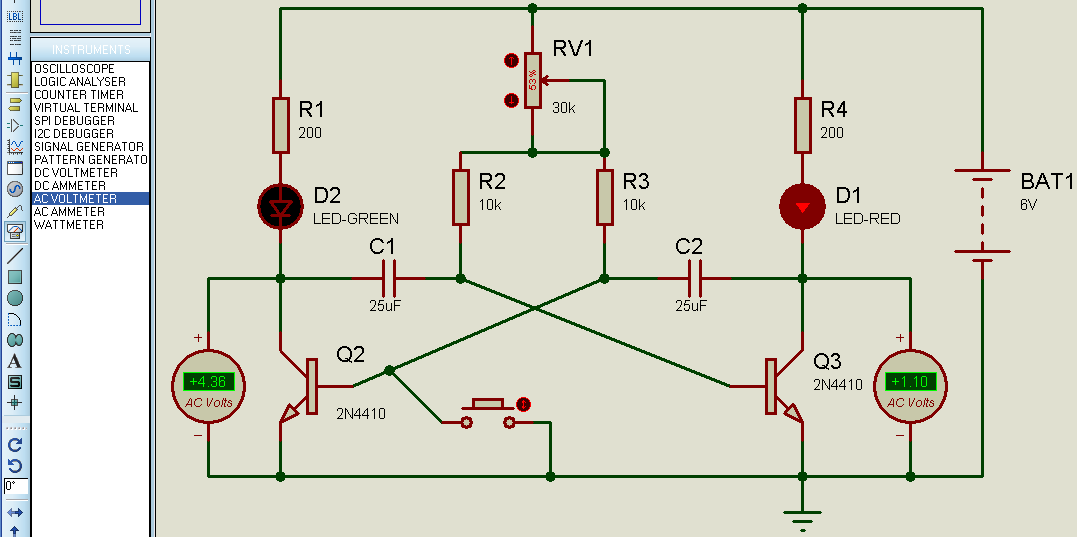 LBL
INSTRUMENTS
OSCILLOSCOPE
LOGIC ANALYSER
COUNTER TIMER
VIRTUAL TERMINAL
SPI DEBUGGER
I2C DEBUGGER
SIGNAL GENERATOR
PATTERN GENERATO
DC VOLTMETER
DC AMMETER
AC VOLTMETER
AC AMMETER
WATTMETER
A
S
0°
RV1
53%
30k
R1
200
R4
200
R2
10k
R3
10k
D2
LED-GREEN
D1
LED-RED
BAT1
6V
C1
25uF
C2
25uF
Q2
2N4410
Q3
2N4410
+
+4.36
AC Volts
−
+
+1.10
AC Volts
−